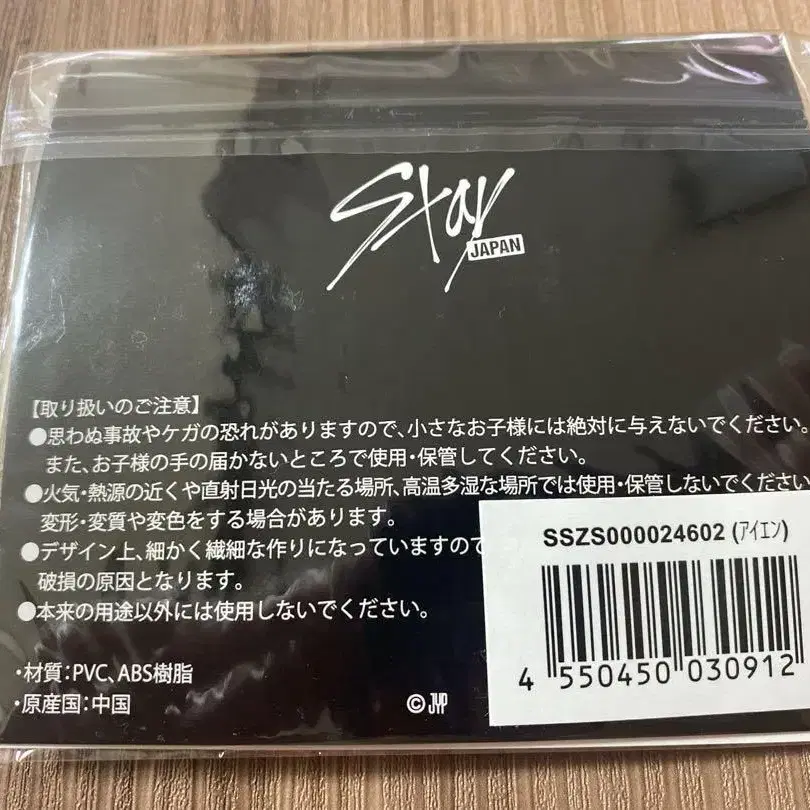 Stay
JAPAN
【取り扱いのご注意】
●思わぬ事故やケガの恐れがありますので、小さなお子様には絶対に与えないでください。
また、お子様の手の届かないところで使用・保管してください。
●火気・熱源の近くや直射日光の当たる場所、高温多湿な場所では使用・保管しないでください
変形・変質や変色をする場合があります。
●デザイン上、細かく繊細な作りになっていますので
破損の原因となります。
●本来の用途以外には使用しないでください。
・材質:PVC、ABS樹脂
・原産国:中国
© JYP
SSZS000024602 (ｱｲｴﾝ)
4 550450 030912